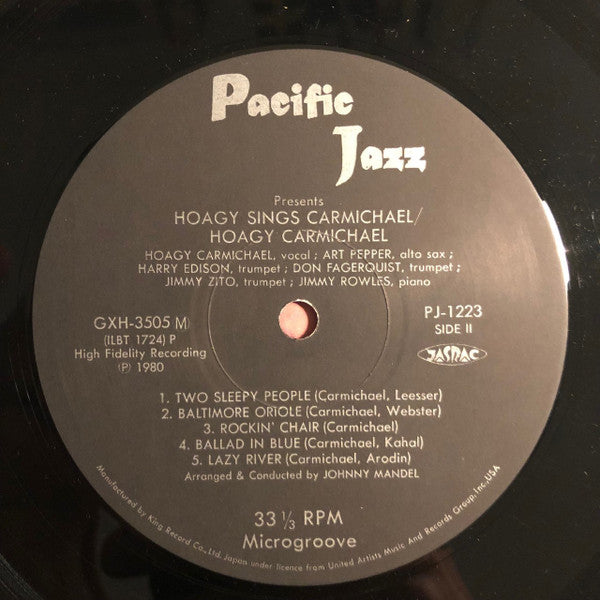 Pacific
Jazz
Presents
HOAGY SINGS CARMICHAEL/
HOAGY CARMICHAEL
HOAGY CARMICHAEL, vocal ; ART PEPPER, alto sax ;
HARRY EDISON, trumpet ; DON FAGERQUIST, trumpet ;
JIMMY ZITO, trumpet ; JIMMY ROWLES, piano
GXH-3505 M
(ILBT 1724) P
High Fidelity Recording
Ⓟ 1980
PJ-1223
SIDE II
JASRAC
1. TWO SLEEPY PEOPLE (Carmichael, Leesser)
2. BALTIMORE ORIOLE (Carmichael, Webster)
3. ROCKIN' CHAIR (Carmichael)
4. BALLAD IN BLUE (Carmichael, Kahal)
5. LAZY RIVER (Carmichael, Arodin)
Arranged & Conducted by JOHNNY MANDEL
33 ⅓ RPM
Microgroove
Manufactured by King Record Co., Ltd. Japan under licence from United Artists Music And Records Group, Inc., USA